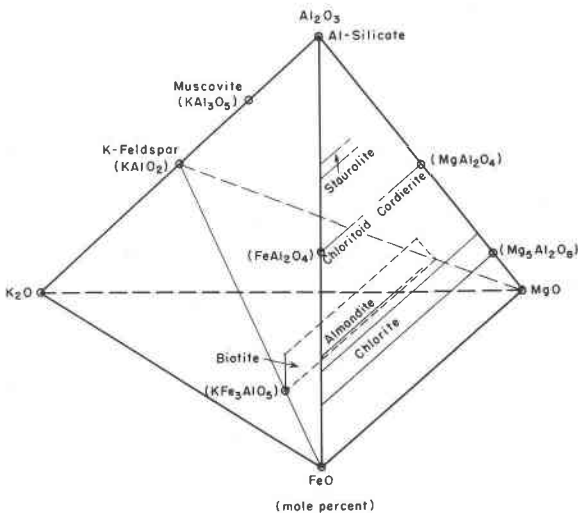 Al₂O₃
Al-Silicate
Muscovite
(KAl₃O₅)
K-Feldspar
(KAlO₂)
Staurolite
(MgAl₂O₄)
Cordierite
Chloritoid
(FeAl₂O₄)
(Mg₅Al₂O₈)
K₂O
MgO
Almandite
Chlorite
Biotite
(KFe₃AlO₅)
FeO
(mole percent)